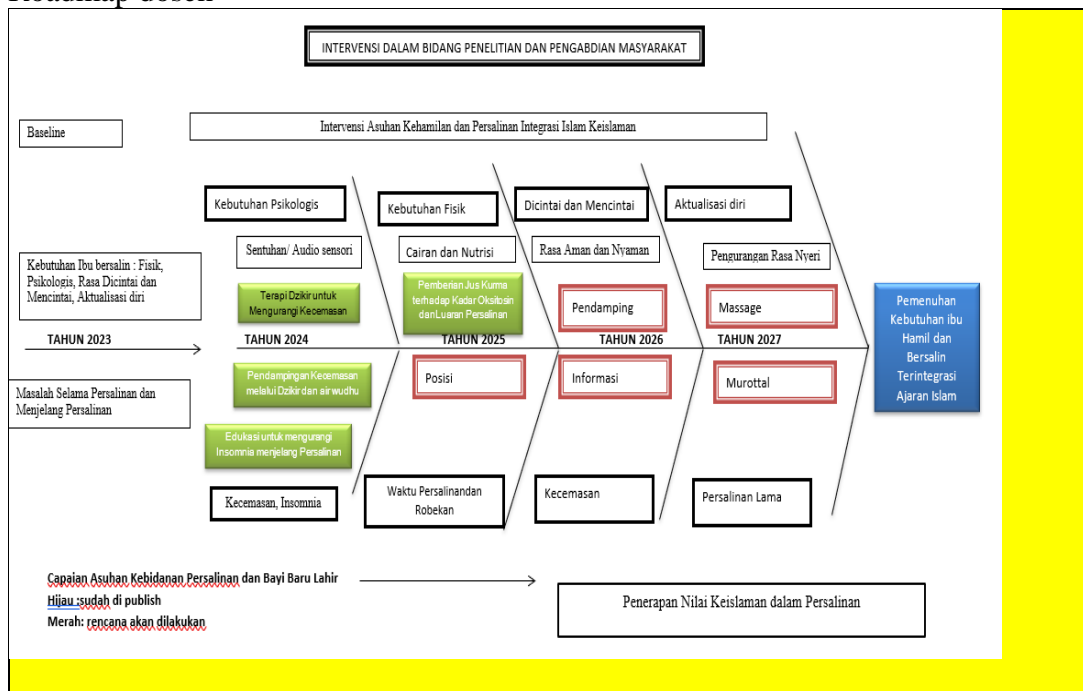 Roadmap dosen
INTERVENSI DALAM BIDANG PENELITIAN DAN PENGABDIAN MASYARAKAT
Baseline
Intervensi Asuhan Kehamilan dan Persalinan Integrasi Islam Keislaman
Kebutuhan Psikologis
Kebutuhan Fisik
Dicintai dan Mencintai
Aktualisasi diri
Sentuhan/ Audio sensori
Cairan dan Nutrisi
Rasa Aman dan Nyaman
Pengurangan Rasa Nyeri
Kebutuhan Ibu bersalin : Fisik,
Psikologis, Rasa Dicintai dan
Mencintai, Aktualisasi diri
Terapi Dzikir untuk
Mengurangi Kecemasan
Pemberian Jus Kurma
terhadap Kadar Oksitosin
dan Luaran Persalinan
Pendamping
Massage
TAHUN 2023
TAHUN 2024
TAHUN 2025
TAHUN 2026
TAHUN 2027
Pemenuhan
Kebutuhan ibu
Hamil dan
Bersalin
Terintegrasi
Ajaran Islam
Masalah Selama Persalinan dan
Menjelang Persalinan
Pendampingan Kecemasan
melalui Dzikir dan air wudhu
Posisi
Informasi
Murottal
Edukasi untuk mengurangi
Insomnia menjelang Persalinan
Kecemasan, Insomnia
Waktu Persalinandan
Robekan
Kecemasan
Persalinan Lama
Capaian Asuhan Kebidanan Persalinan dan Bayi Baru Lahir
Hijau :sudah di publish
Merah: rencana akan dilakukan
Penerapan Nilai Keislaman dalam Persalinan